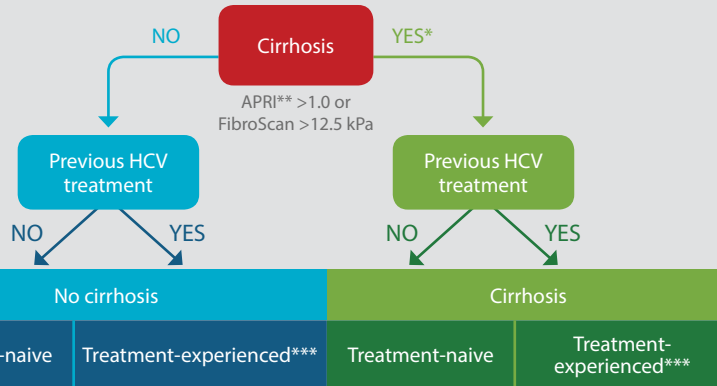 NO
Cirrhosis
YES*
APRI** >1.0 or
FibroScan >12.5 kPa
Previous HCV
treatment
Previous HCV
treatment
NO
YES
NO
YES
No cirrhosis
Cirrhosis
-naive
Treatment-experienced***
Treatment-naive
Treatment-
experienced***